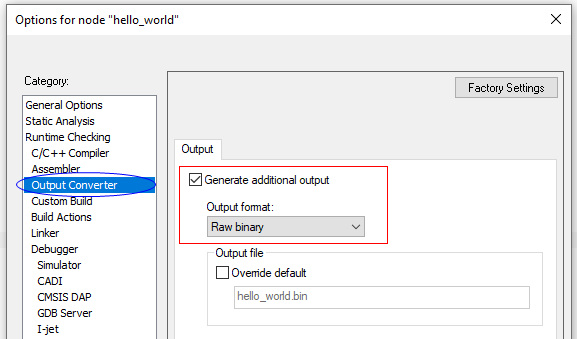 Options for node "hello_world"
Category:
Factory Settings
General Options
Static Analysis
Runtime Checking
C/C++ Compiler
Assembler
Output Converter
Custom Build
Build Actions
Linker
Debugger
Simulator
CADI
CMSIS DAP
GDB Server
I-jet
Output
Generate additional output
Output format:
Raw binary
Output file
Override default
hello_world.bin